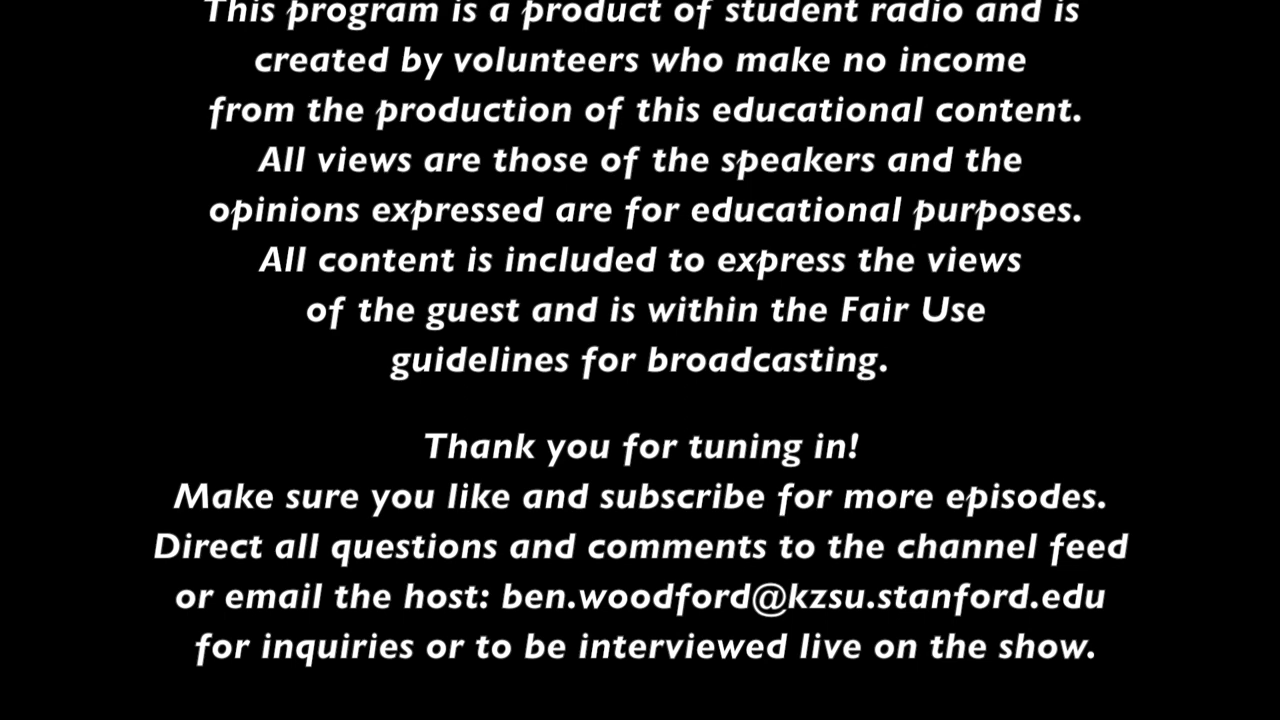 This program is a product of student radio and is
created by volunteers who make no income
from the production of this educational content.
All views are those of the speakers and the
opinions expressed are for educational purposes.
All content is included to express the views
of the guest and is within the Fair Use
guidelines for broadcasting.
Thank you for tuning in!
Make sure you like and subscribe for more episodes.
Direct all questions and comments to the channel feed
or email the host: ben.woodford@kzsu.stanford.edu
for inquiries or to be interviewed live on the show.